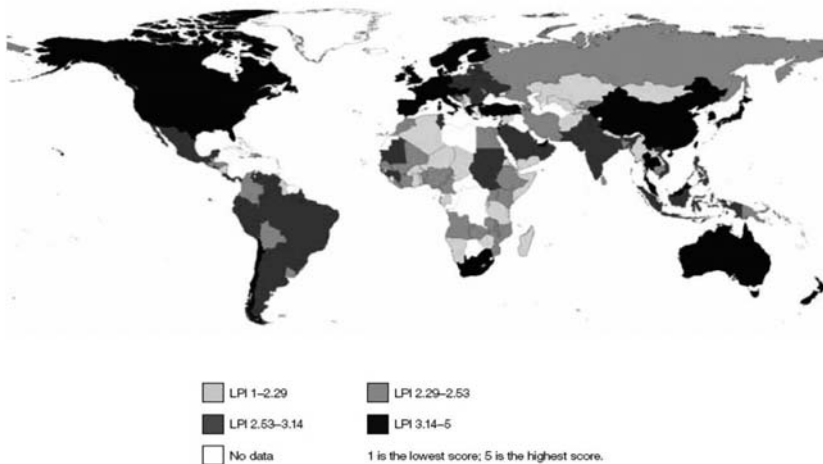 LPI 1–2.29
LPI 2.29–2.53
LPI 2.53–3.14
LPI 3.14–5
No data
1 is the lowest score; 5 is the highest score.